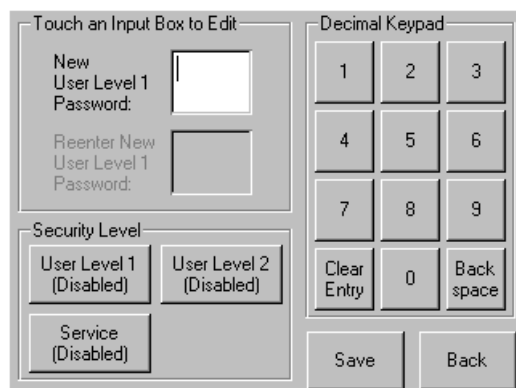 Touch an Input Box to Edit
New
User Level 1
Password:
Reenter New
User Level 1
Password:
Security Level
User Level 1
(Disabled)
User Level 2
(Disabled)
Service
(Disabled)
Decimal Keypad
1 2 3
4 5 6
7 8 9
Clear
Entry
0
Back
space
Save
Back